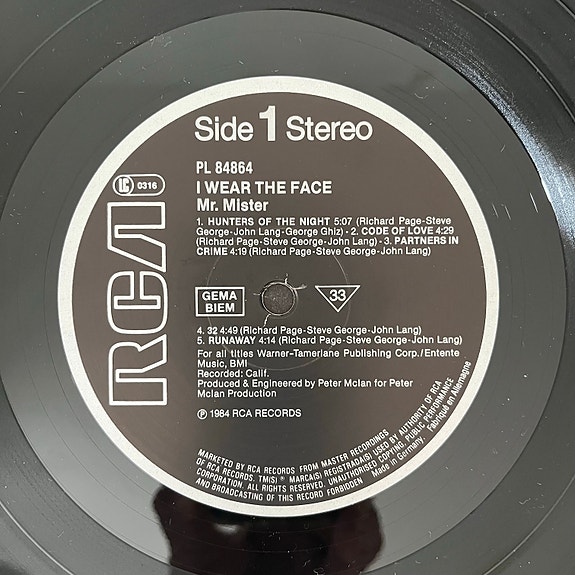 Side 1 Stereo
PL 84864
LC 0316
I WEAR THE FACE
Mr. MIster
1. HUNTERS OF THE NIGHT 5:07 (Richard Page-Steve
George-John Lang-George Ghiz) - 2. CODE OF LOVE 4:29
(Richard Page-Steve George-John Lang) - 3. PARTNERS IN
CRIME 4:19 (Richard Page-Steve George-John Lang)
RCA
GEMA
BIEM
33
4. 32 4:49 (Richard Page-Steve George-John Lang)
5. RUNAWAY 4:14 (Richard Page-Steve George-John Lang)
For all titles Warner-Tamerlane Publishing Corp./Entente
Music, BMI
Recorded: Calif.
Produced & Engineered by Peter McIan for Peter
McIan Production
℗ 1984 RCA RECORDS
MARKETED BY RCA RECORDS FROM MASTER RECORDINGS
OF RCA RECORDS. TM(S) ® MARCA(S) REGISTRADA(S) USED BY AUTHORITY OF RCA
CORPORATION. ALL RIGHTS RESERVED. UNAUTHORISED COPYING PUBLIC PERFORMANCE
AND BROADCASTING OF THIS RECORD FORBIDDEN
Made in Germany. Fabriqué en Allemagne